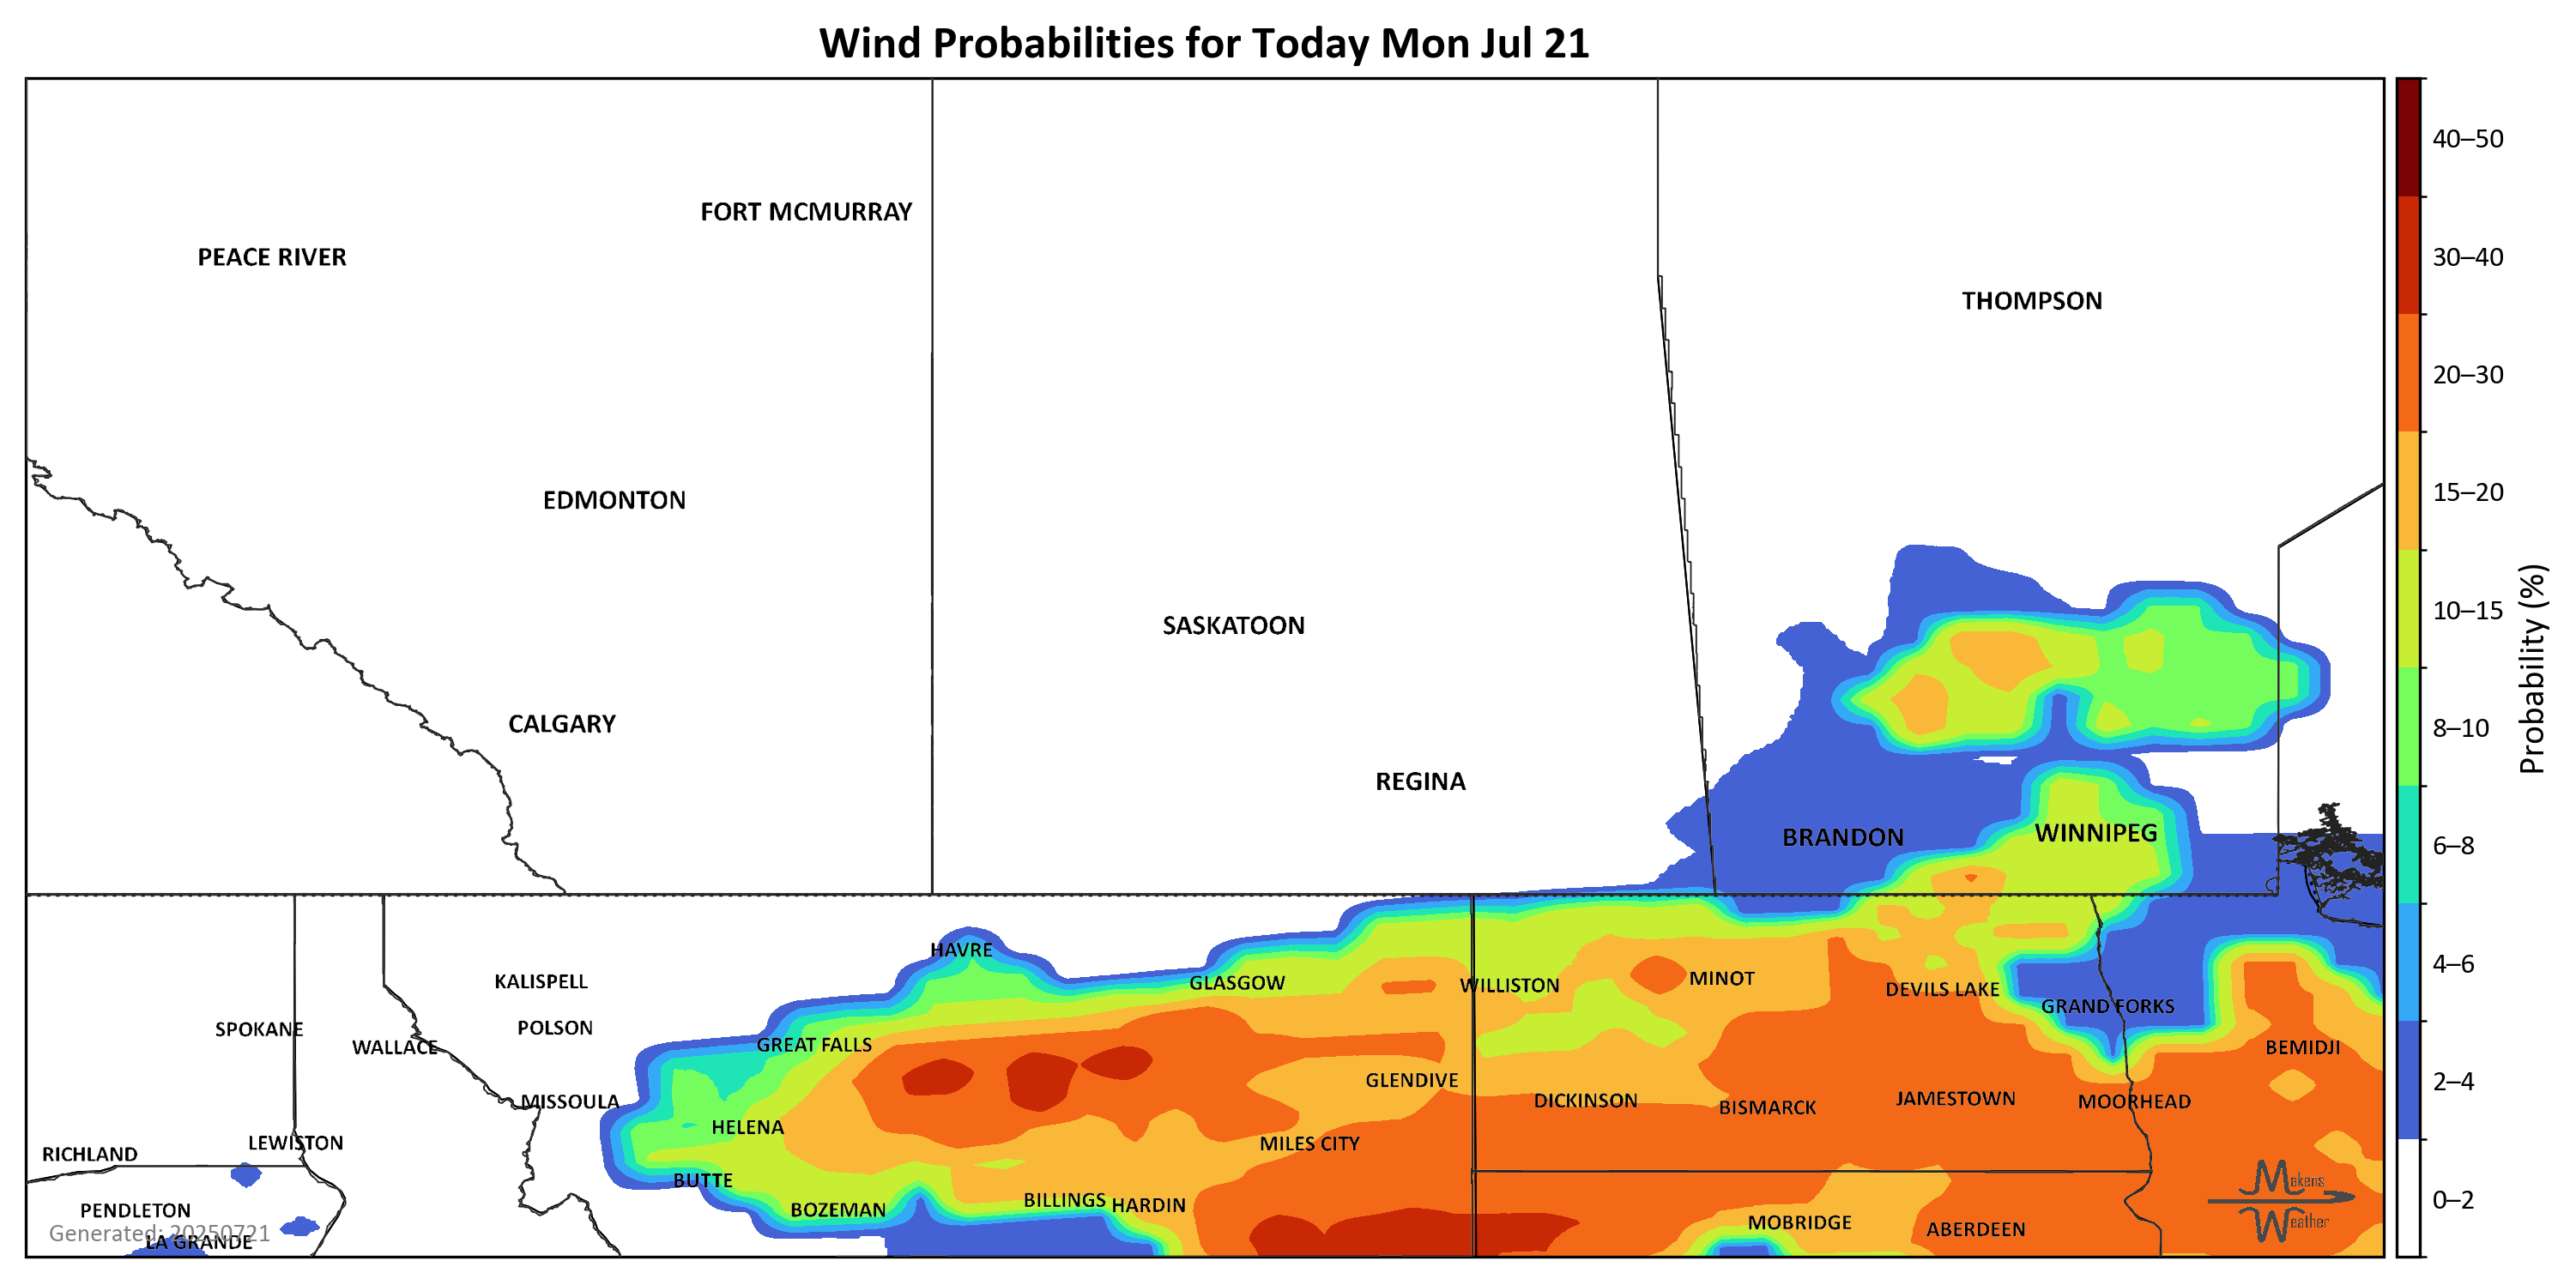 Wind Probabilities for Today Mon Jul 21
FORT MCMURRAY
PEACE RIVER
THOMPSON
EDMONTON
SASKATOON
CALGARY
REGINA
BRANDON
WINNIPEG
HAVRE
KALISPELL
GLASGOW
WILLISTON
MINOT
DEVILS LAKE
GRAND FORKS
SPOKANE
POLSON
WALLACE
GREAT FALLS
BEMIDJI
GLENDIVE
MISSOULA
DICKINSON
BISMARCK
JAMESTOWN
MOORHEAD
HELENA
LEWISTON
MILES CITY
RICHLAND
BUTTE
PENDLETON
BOZEMAN
BILLINGS
HARDIN
MOBRIDGE
ABERDEEN
Generated: 20250721
LA GRANDE
Makens
Weather
40–50
30–40
20–30
15–20
10–15
8–10
6–8
4–6
2–4
0–2
Probability (%)